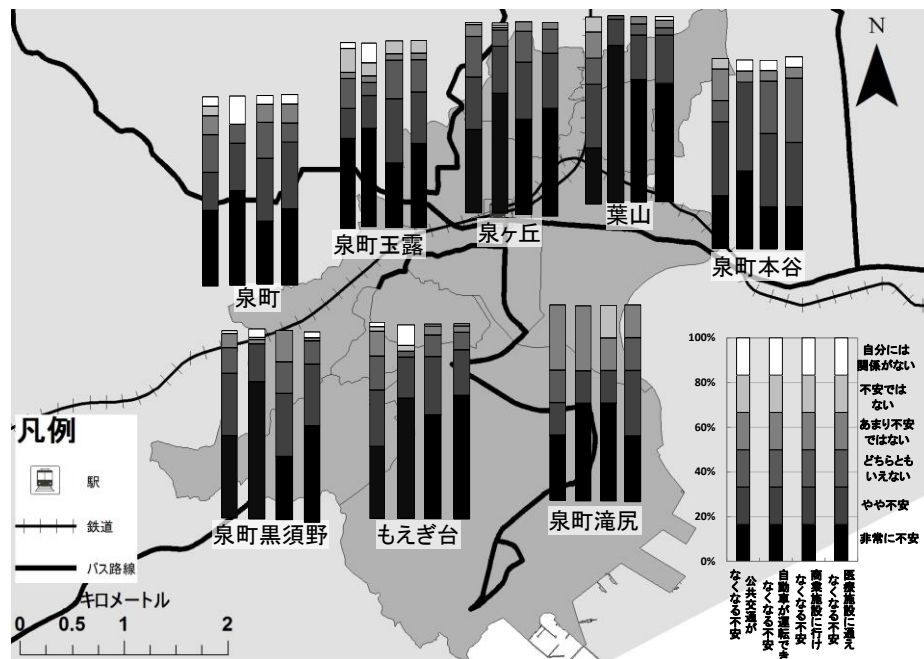 N
泉町
泉町玉露
泉ヶ丘
葉山
泉町本谷
泉町黒須野
もえぎ台
泉町滝尻
凡例
駅
鉄道
バス路線
キロメートル
0 0.5 1 2
100%
80%
60%
40%
20%
0%
自分には
関係がない
不安では
ない
あまり不安
ではない
どちらとも
いえない
やや不安
非常に不安
公共交通が
なくなる不安
自動車が運転でき
なくなる不安
商業施設に行け
なくなる不安
医療施設に通え
なくなる不安